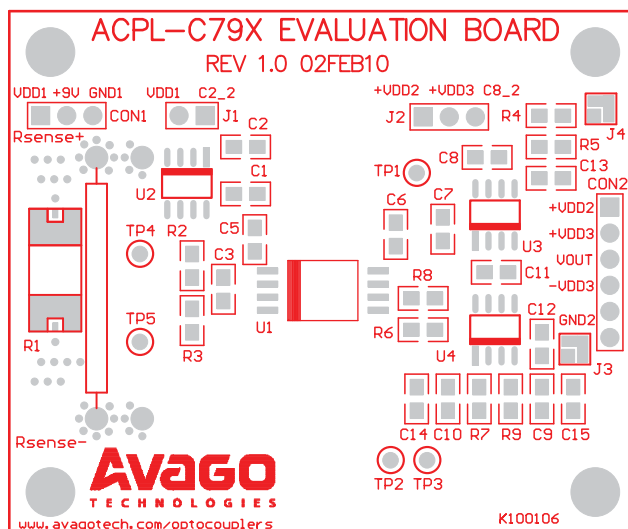 ACPL-C79X EVALUATION BOARD
REV 1.0 02FEB10
VDD1 +9V GND1
CON1
VDD1 C2_2
J1
+VDD2 +VDD3 C8_2
J2
R4
J4
Rsense+
C2
R5
C8
C13
TP1
CON2
U2
C1
C6
C7
+VDD2
TP4
R2
C5
U3
+VDD3
C3
VOUT
C11
R8
-VDD3
TP5
U1
R6
C12
GND2
R1
R3
U4
J3
Rsense-
C14 C10 R7 R9 C9 C15
AVAGO
TECHNOLOGIES
TP2 TP3
www.avagotech.com/optocouplers
K100106